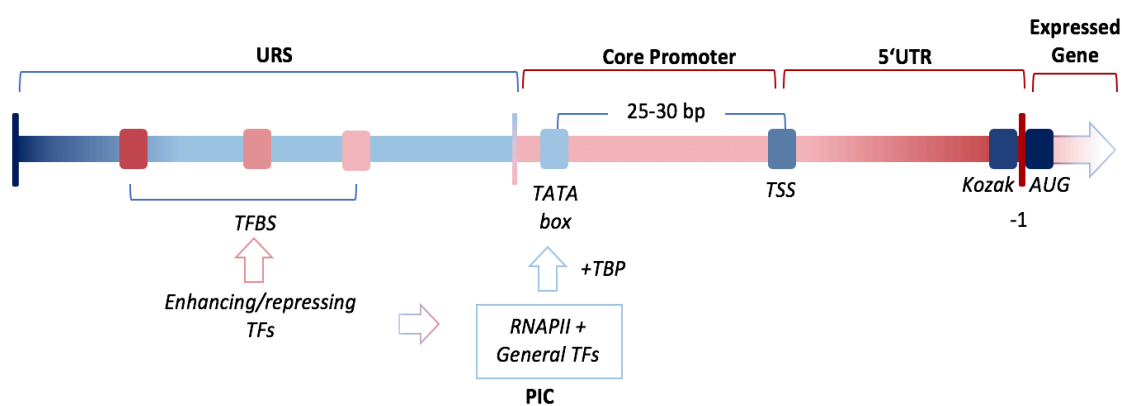 URS
Core Promoter
5‘UTR
Expressed
Gene
25-30 bp
TATA
box
TSS
Kozak
AUG
-1
TFBS
+TBP
Enhancing/repressing
TFs
RNAPII +
General TFs
PIC